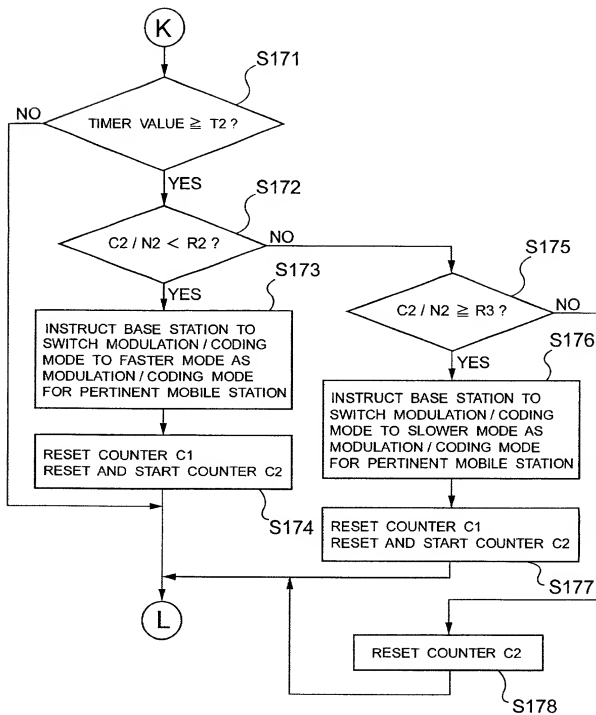 K
S171
TIMER VALUE ≧ T2 ?
NO
YES
S172
C2 / N2 < R2 ?
NO
YES
S173
INSTRUCT BASE STATION TO
SWITCH MODULATION / CODING
MODE TO FASTER MODE AS
MODULATION / CODING MODE
FOR PERTINENT MOBILE STATION
RESET COUNTER C1
RESET AND START COUNTER C2
S174
S175
C2 / N2 ≧ R3 ?
NO
YES
S176
INSTRUCT BASE STATION TO
SWITCH MODULATION / CODING
MODE TO SLOWER MODE AS
MODULATION / CODING MODE
FOR PERTINENT MOBILE STATION
RESET COUNTER C1
RESET AND START COUNTER C2
S177
L
RESET COUNTER C2
S178